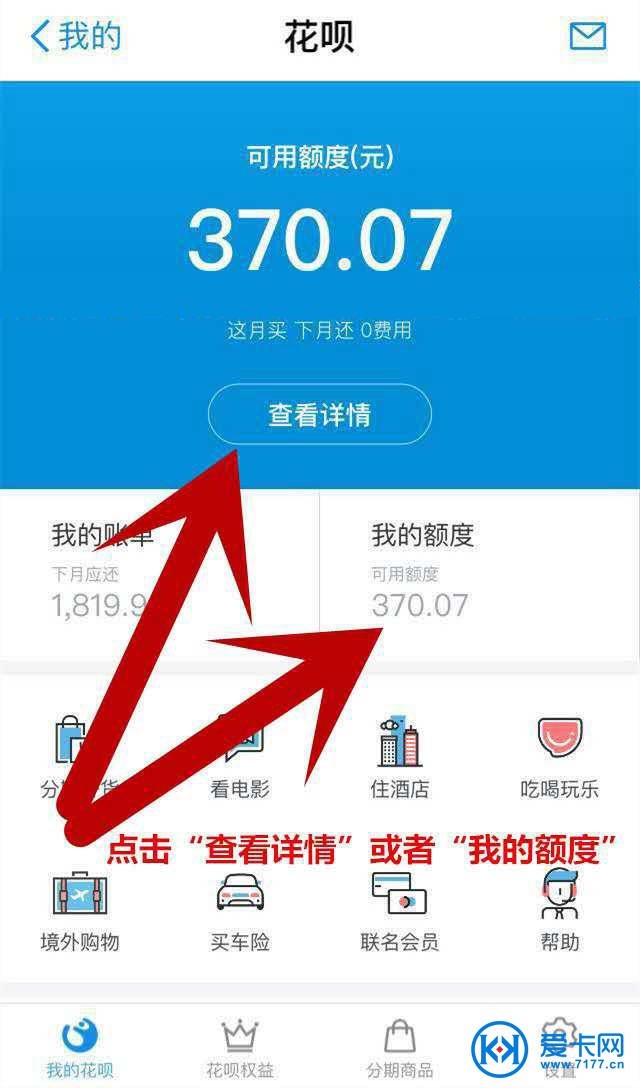 我的
花呗
可用额度(元)
370.07
这月买 下月还 0费用
查看详情
我的账单
我的额度
下月应还
可用额度
1,819.9
370.07
看电影
住酒店
吃喝玩乐
点击“查看详情”或者“我的额度”
境外购物
买车险
联名会员
帮助
我的花呗
花呗权益
分期商品
设置
爱卡网
www.7177.cn